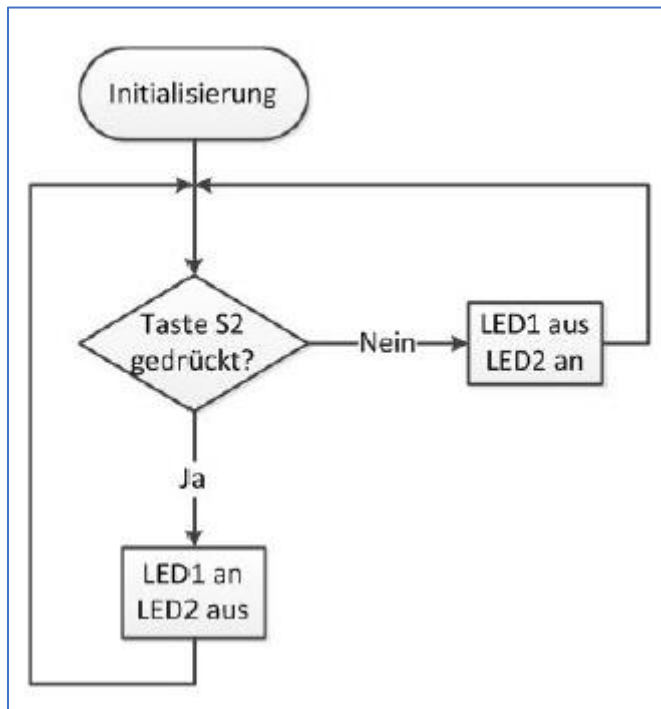 Initialisierung
Taste S2
gedrückt?
Nein
LED1 aus
LED2 an
Ja
LED1 an
LED2 aus